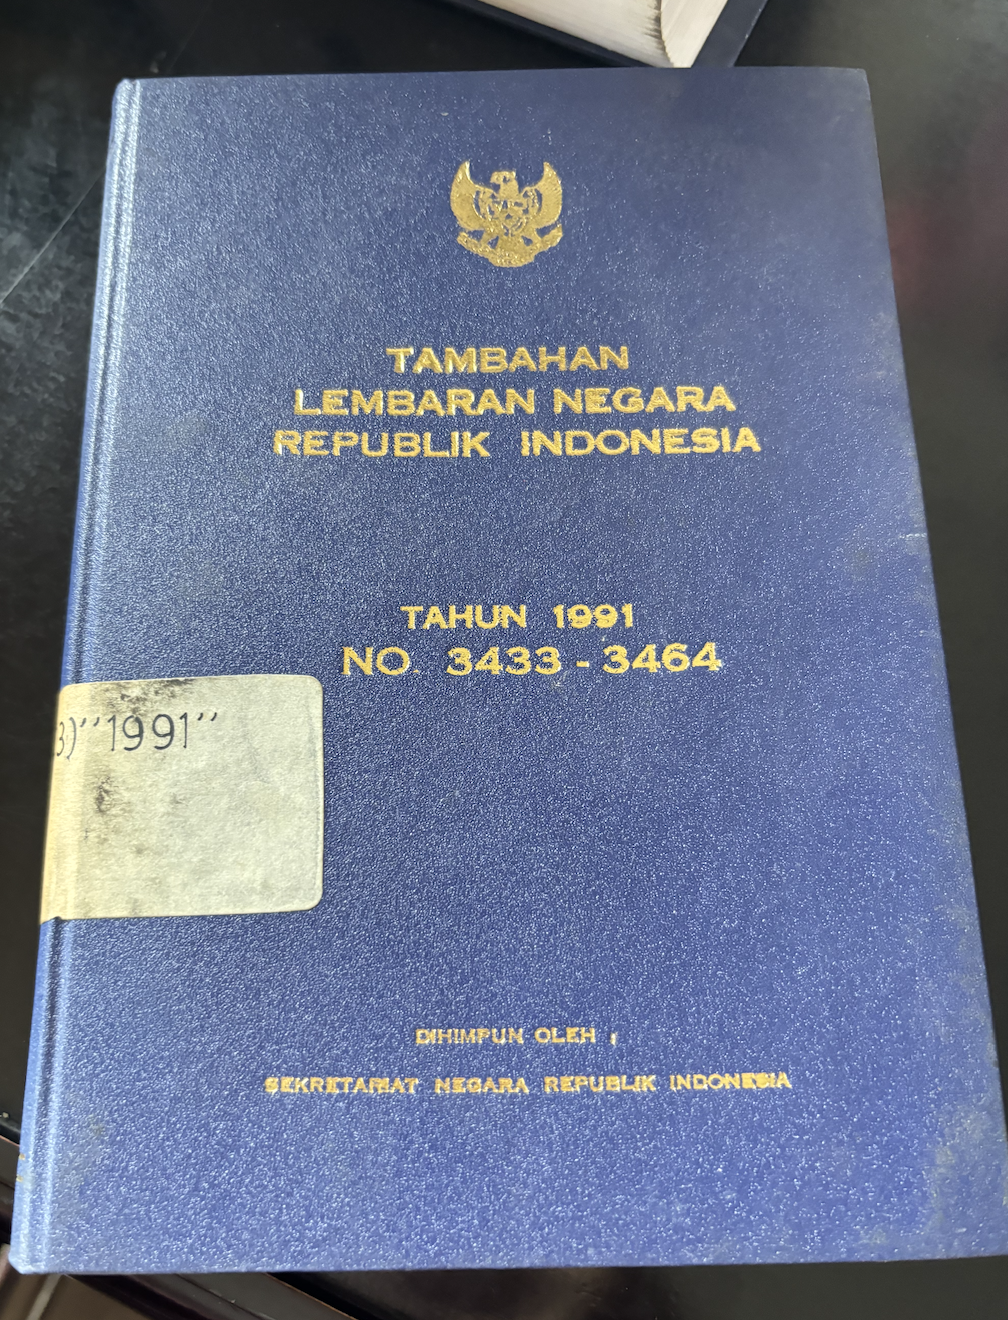 TAMBAHAN
LEMBARAN NEGARA
REPUBLIK INDONESIA
TAHUN 1991
NO. 3433 - 3464
3)"1991"
DIHIMPUN OLEH :
SEKRETARIAT NEGARA REPUBLIK INDONESIA